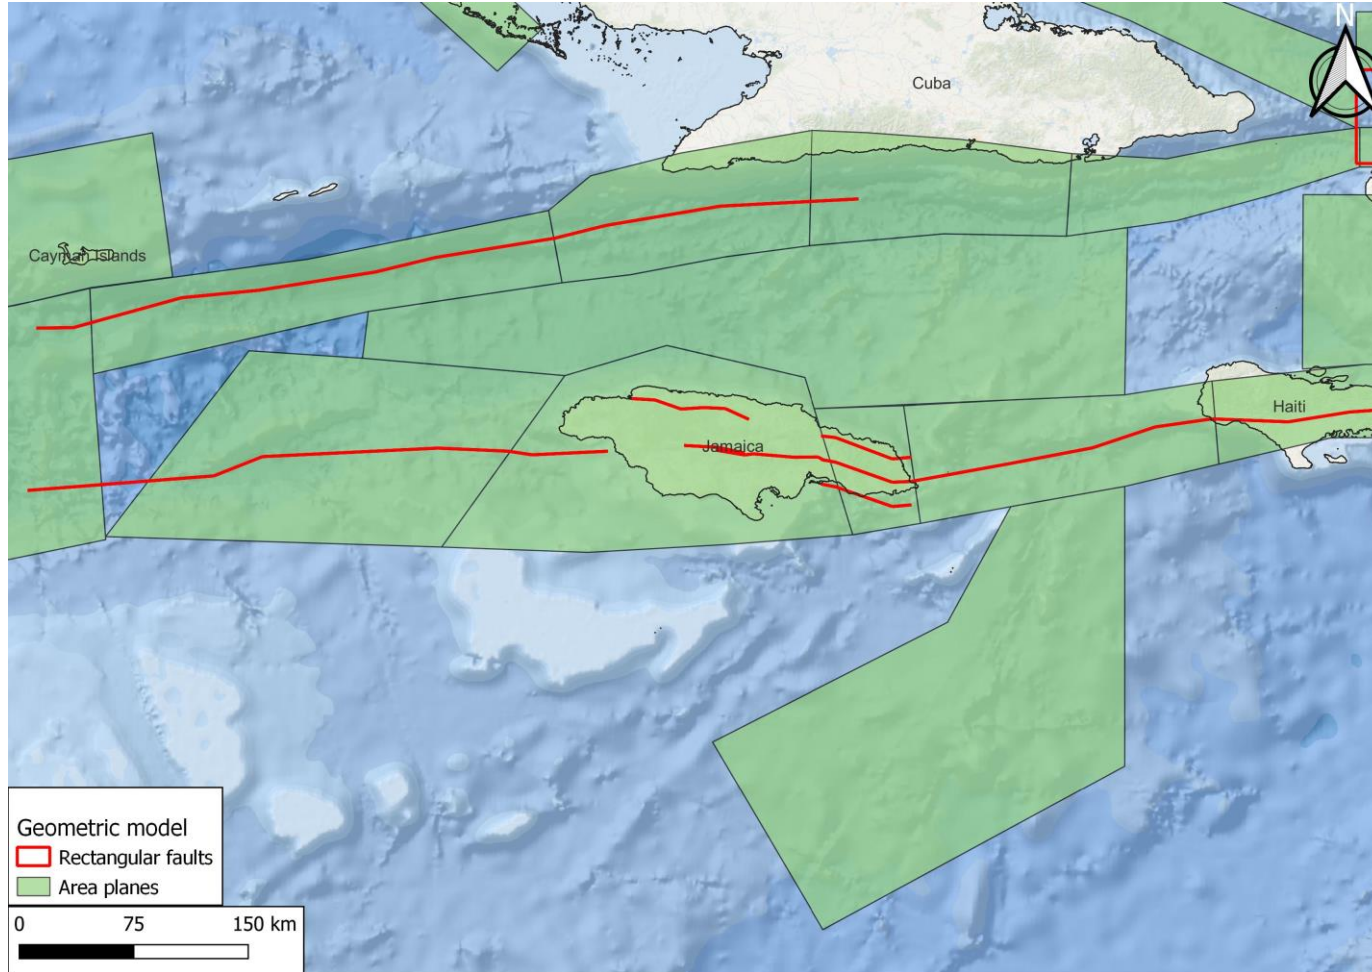 N
Cuba
Cayman Islands
Haiti
Jamaica
Geometric model
Rectangular faults
Area planes
0 75 150 km